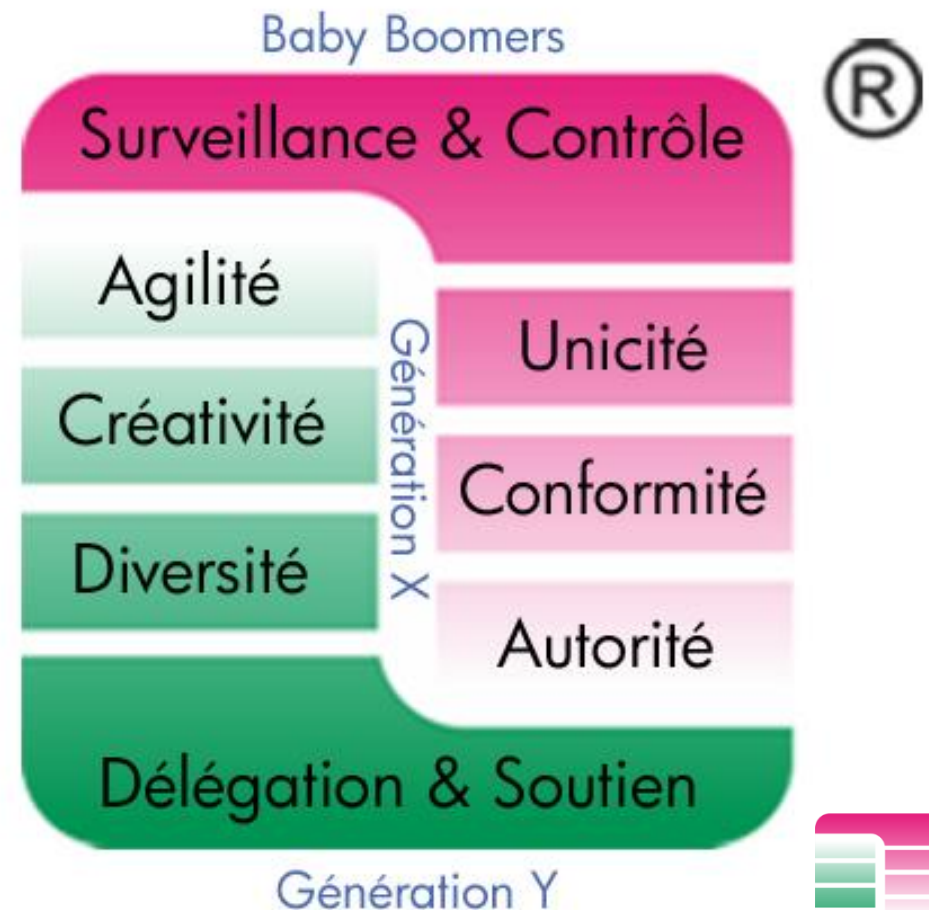 Baby Boomers
®
Surveillance & Contrôle
Agilité
Créativité
Diversité
Génération X
Unicité
Conformité
Autorité
Délégation & Soutien
Génération Y